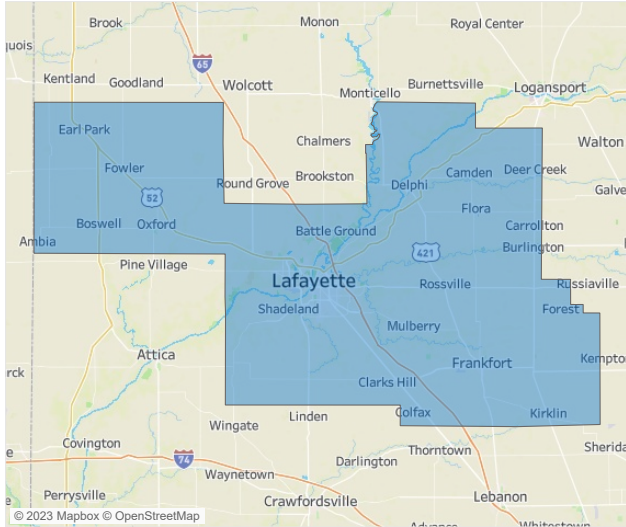 Brook
Monon
Royal Center
quois
65
Kentland
Goodland
Wolcott
Burnettsville
Logansport
Monticello
Earl Park
Chalmers
Walton
Fowler
Camden
Deer Creek
Round Grove
Brookston
Delphi
Galve
52
Flora
Boswell
Oxford
Battle Ground
Carrollton
Ambia
421
Burlington
Pine Village
Lafayette
Rossville
Russiaville
Shadeland
Forest
Mulberry
Attica
Frankfort
Kempto
rck
Clarks Hill
Linden
Colfax
Kirklin
Wingate
Covington
Thorntown
Sherida
74
Darlington
Waynetown
Perrysville
Crawfordsville
Lebanon
© 2023 Mapbox © OpenStreetMap
Advance
Whitestown